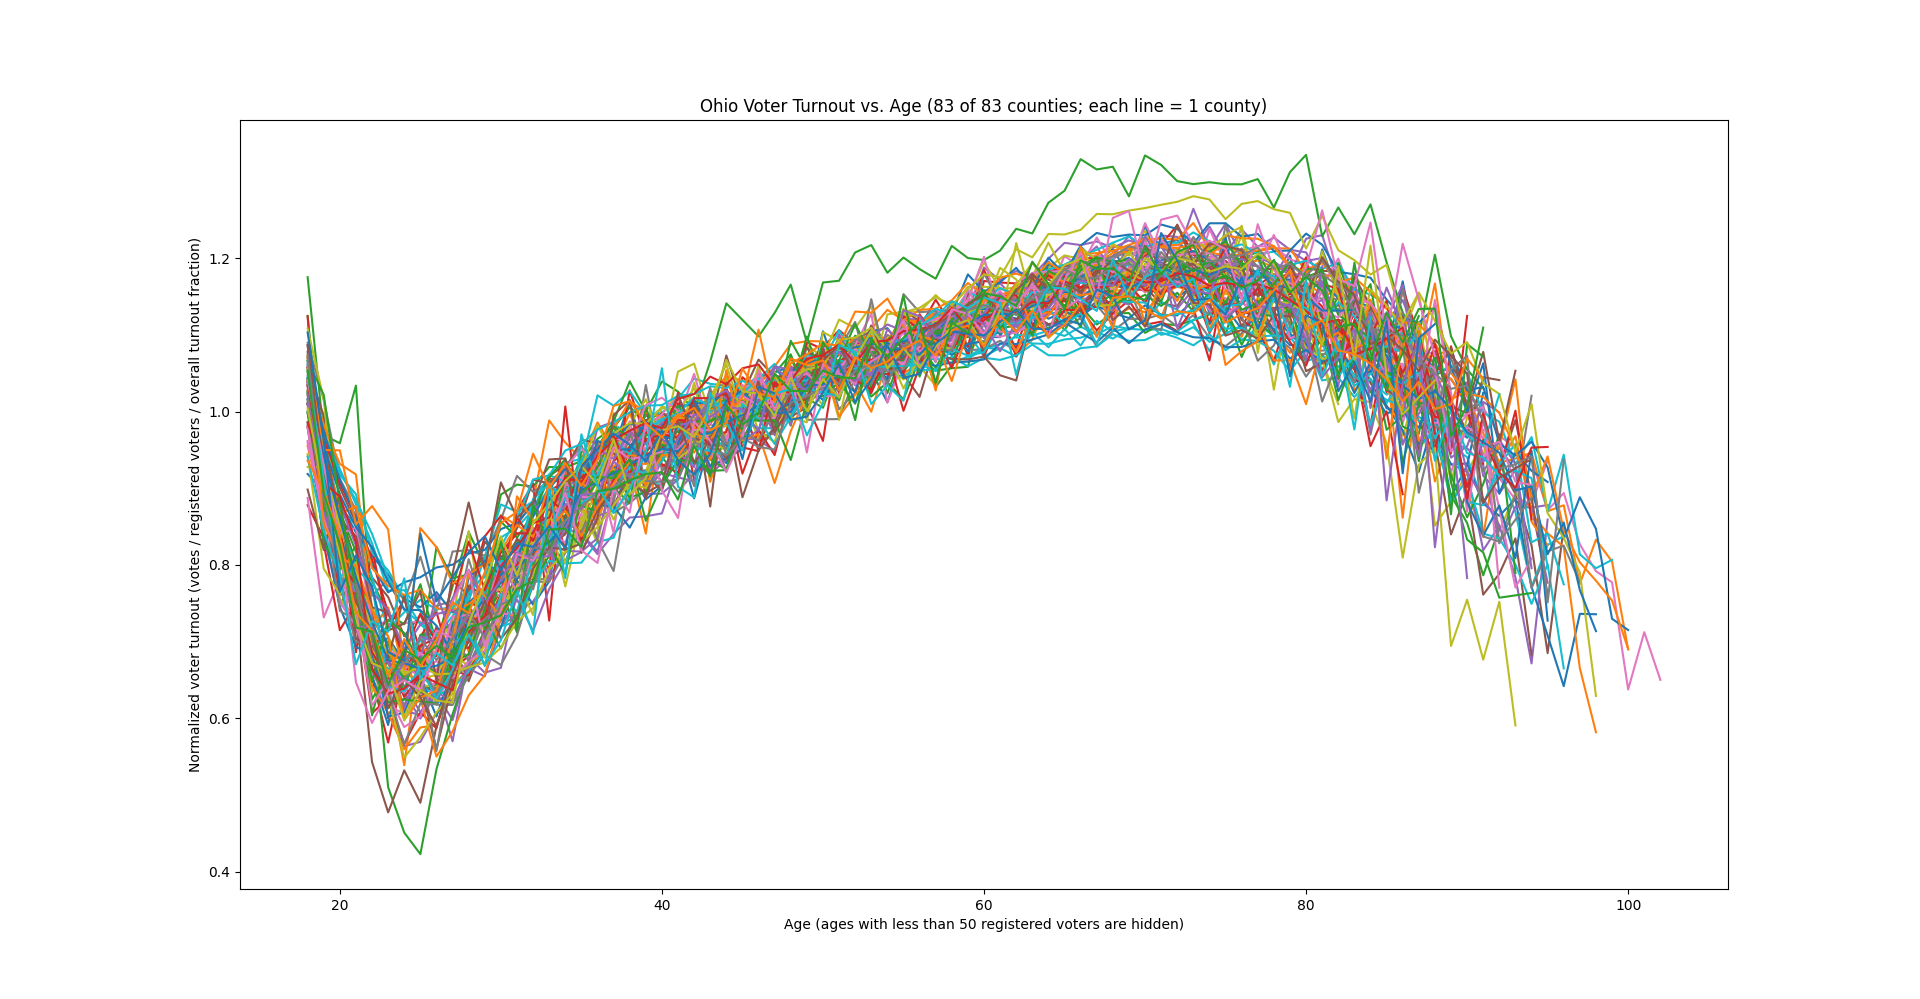 Ohio Voter Turnout vs. Age (83 of 83 counties; each line = 1 county)
Normalized voter turnout (votes / registered voters / overall turnout fraction)
1.2
1.0
0.8
0.6
0.4
20 40 60 80 100
Age (ages with less than 50 registered voters are hidden)